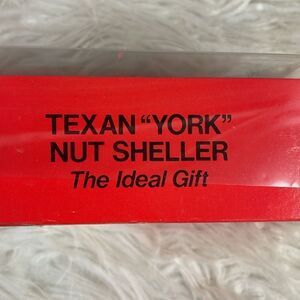 TEXAN “YORK”
NUT SHELLER
The Ideal Gift